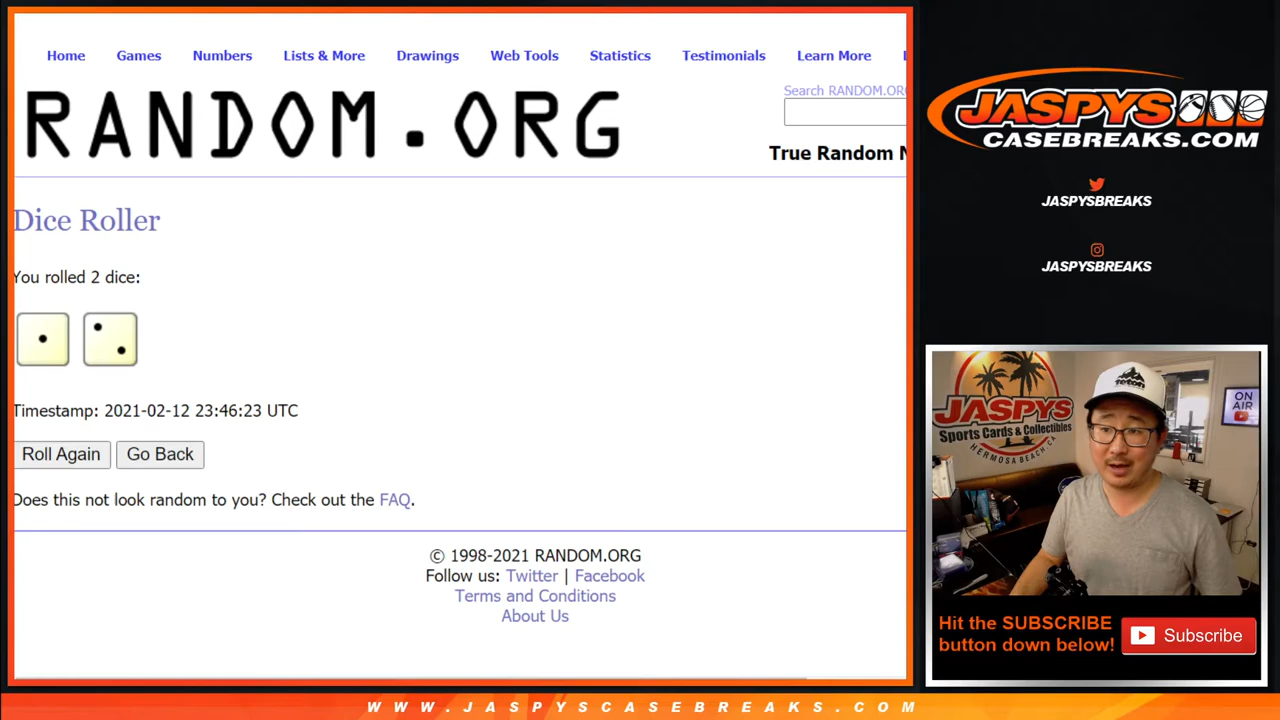 Home Games Numbers Lists & More Drawings Web Tools Statistics Testimonials Learn More
RANDOM.ORG
Search RANDOM.OR
True Random
Dice Roller
You rolled 2 dice:
Timestamp: 2021-02-12 23:46:23 UTC
Roll Again Go Back
Does this not look random to you? Check out the FAQ.
© 1998-2021 RANDOM.ORG
Follow us: Twitter | Facebook
Terms and Conditions
About Us
JASPYS
CASEBREAKS.COM
JASPYSBREAKS
JASPYSBREAKS
JASPYS
Sports Cards & Collectibles
HERMOSA BEACH, CA
ON
AIR
Hit the SUBSCRIBE
button down below!
Subscribe
WWW.JASPYSCASEBREAKS.COM